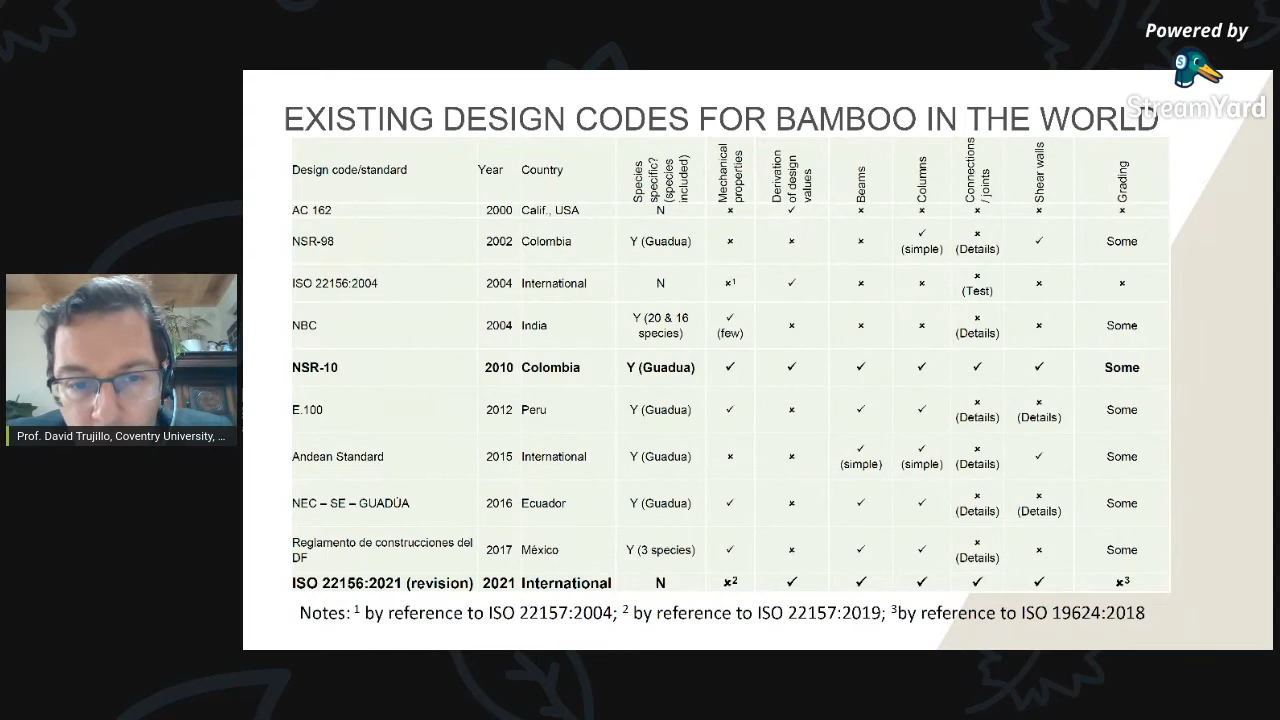 Powered by
StreamYard
EXISTING DESIGN CODES FOR BAMBOO IN THE WORLD
Design code/standard Year Country Species specific? (species included) Mechanical properties Derivation of design values Beams Columns Connections / joints Shear walls Grading
AC 162 2000 Calif., USA N × ✓ × × × × ×
NSR-98 2002 Colombia Y (Guadua) × × × ✓ (simple) × (Details) ✓ Some
ISO 22156:2004 2004 International N ×¹ ✓ × × × (Test) × ×
NBC 2004 India Y (20 & 16 species) ✓ (few) × × × × (Details) × Some
NSR-10 2010 Colombia Y (Guadua) ✓ ✓ ✓ ✓ ✓ ✓ Some
E.100 2012 Peru Y (Guadua) ✓ × ✓ ✓ × (Details) × (Details) Some
Andean Standard 2015 International Y (Guadua) × × ✓ (simple) ✓ (simple) × (Details) ✓ Some
NEC – SE – GUADÚA 2016 Ecuador Y (Guadua) ✓ × ✓ ✓ × (Details) × (Details) Some
Reglamento de construcciones del DF 2017 México Y (3 species) ✓ × ✓ ✓ × (Details) × Some
ISO 22156:2021 (revision) 2021 International N ×² ✓ ✓ ✓ ✓ ✓ ×³
Notes: ¹ by reference to ISO 22157:2004; ² by reference to ISO 22157:2019; ³by reference to ISO 19624:2018
Prof. David Trujillo, Coventry University, ...